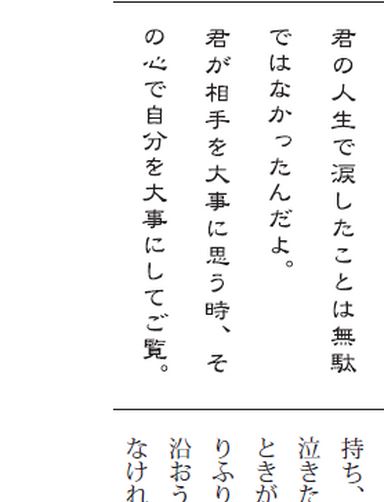 君の人生で涙したことは無駄
ではなかったんだよ。
君が相手を大事に思う時、そ
の心で自分を大事にしてご覧。
持ち、
泣きた
ときが
りふり
沿おう
なけれ